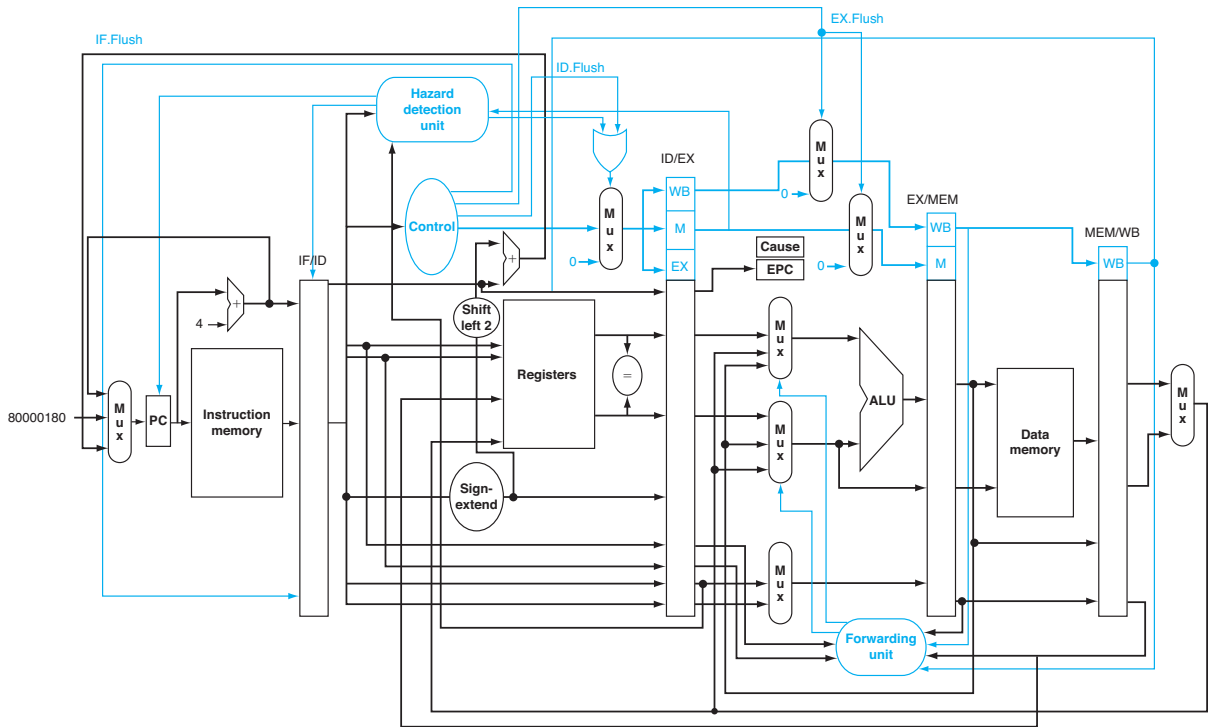 EX.Flush
IF.Flush
ID.Flush
Hazard
detection
unit
M
u
x
ID/EX
WB
0
Control
M
u
x
M
M
u
x
EX/MEM
WB
MEM/WB
Cause
IF/ID
0
EX
EPC
0
M
WB
+
+
4
Shift
left 2
M
u
x
Registers
=
M
u
x
ALU
M
u
x
80000180
M
u
x
PC
Instruction
memory
Data
memory
Sign-
extend
M
u
x
Forwarding
unit